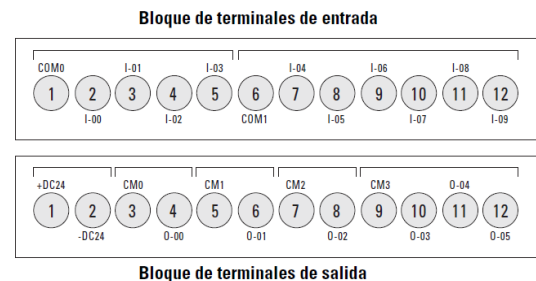 Bloque de terminales de entrada
COM0 I-01 I-03 I-04 I-06 I-08
1 2 3 4 5 6 7 8 9 10 11 12
I-00 I-02 COM1 I-05 I-07 I-09
+DC24 CM0 CM1 CM2 CM3 O-04
1 2 3 4 5 6 7 8 9 10 11 12
-DC24 O-00 O-01 O-02 O-03 O-05
Bloque de terminales de salida